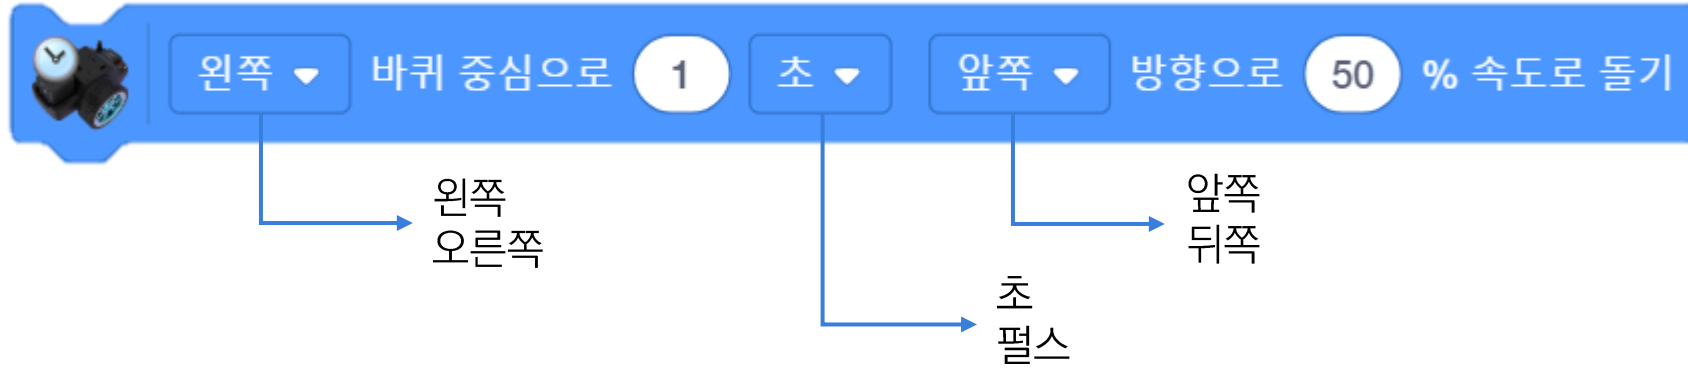 왼쪽 바퀴 중심으로 1 초 앞쪽 방향으로 50 % 속도로 돌기
왼쪽
오른쪽
앞쪽
뒤쪽
초
펄스